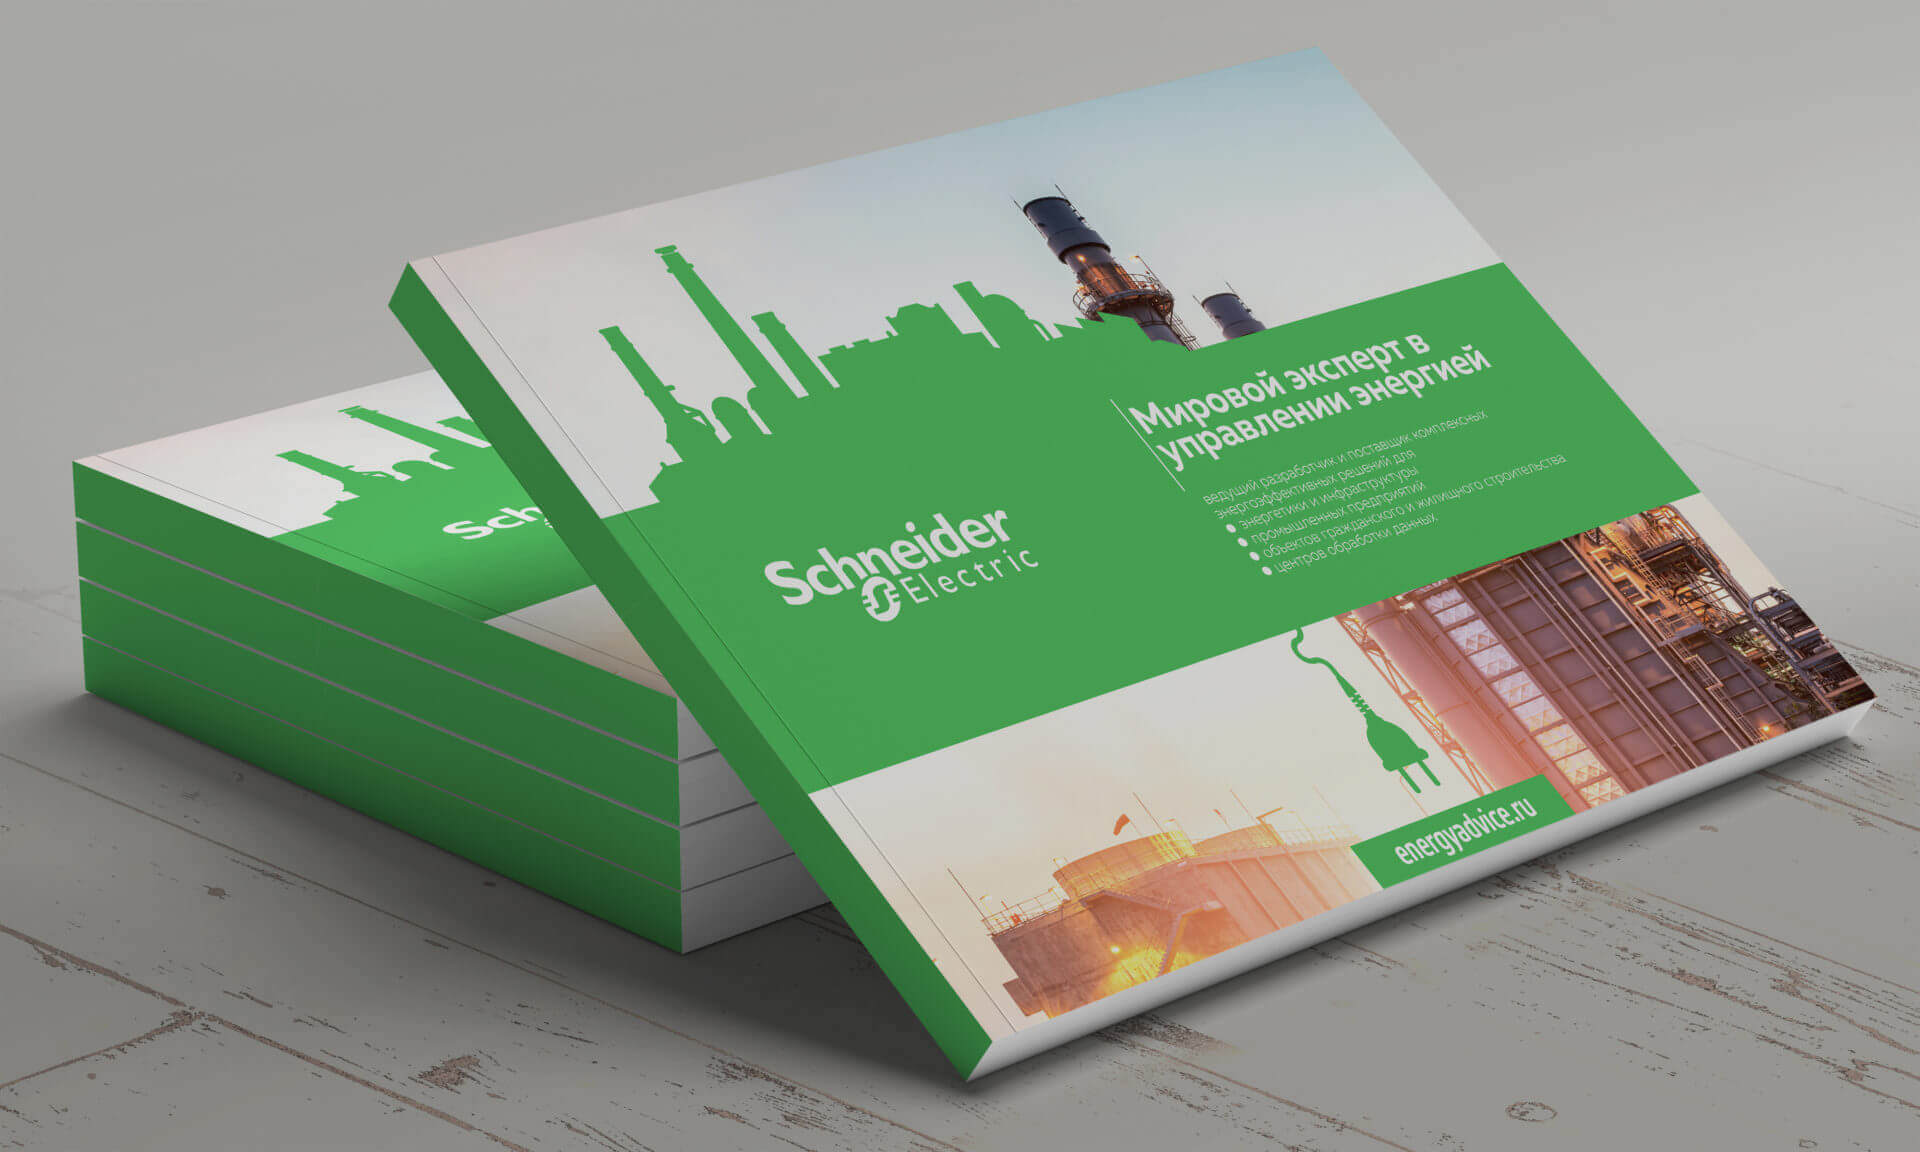 Schneider
Electric
Мировой эксперт в
управлении энергией
ведущий разработчик и поставщик комплексных
энергоэффективных решений для
● энергетики и инфраструктуры
● промышленных предприятий
● объектов гражданского и жилищного строительства
● центров обработки данных
energyadvice.ru
Sch